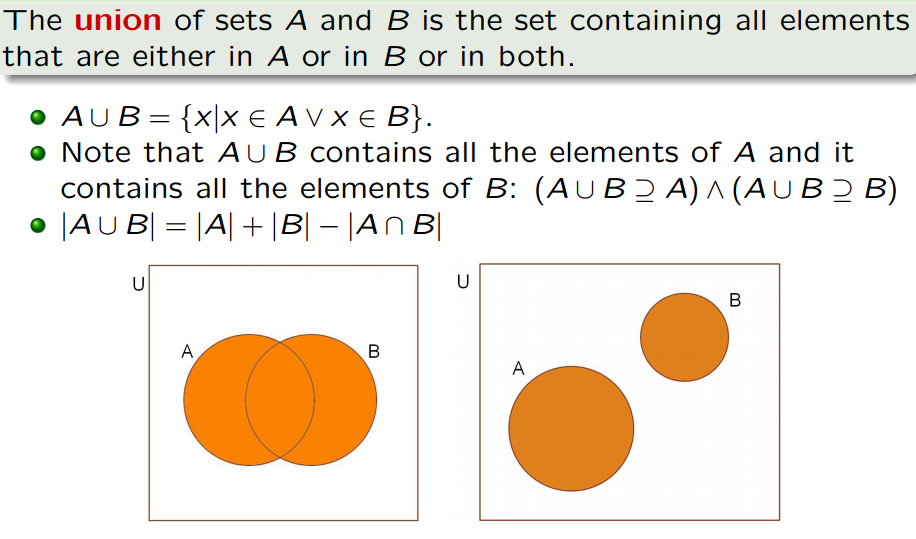 The union of sets A and B is the set containing all elements
that are either in A or in B or in both.
A ∪ B = {x|x ∈ A ∨ x ∈ B}.
Note that A ∪ B contains all the elements of A and it
contains all the elements of B: (A ∪ B ⊇ A) ∧ (A ∪ B ⊇ B)
|A ∪ B| = |A| + |B| − |A ∩ B|
U
A
B
U
B
A